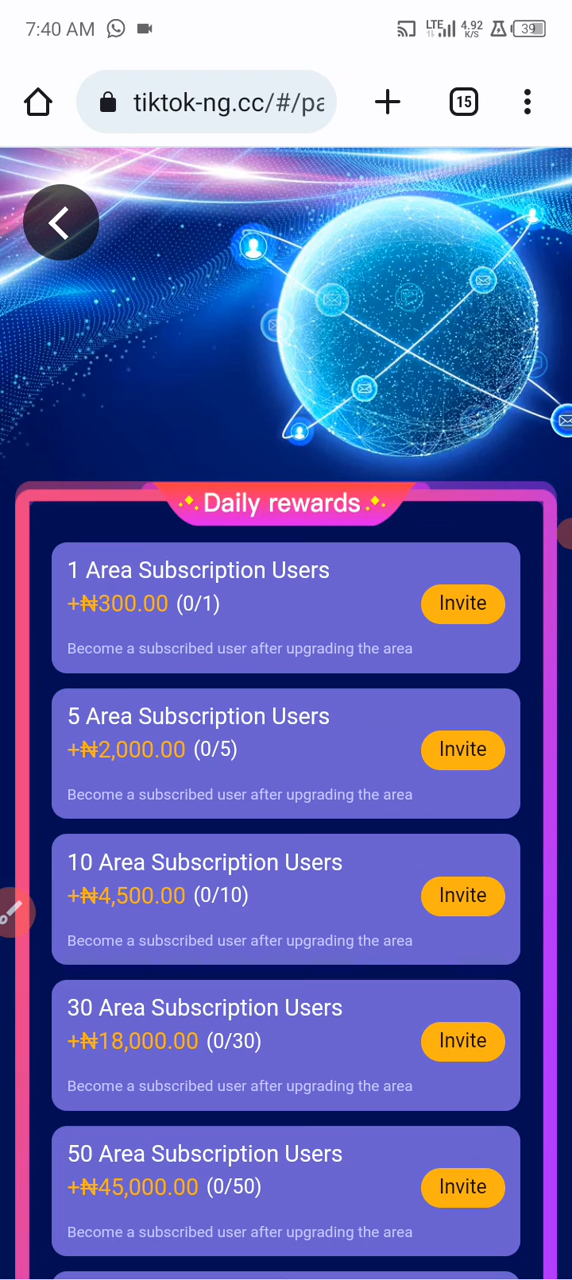 7:40 AM
LTE 4.92 K/S 39
tiktok-ng.cc/#/pa
15
Daily rewards
1 Area Subscription Users
+₦300.00 (0/1)
Invite
Become a subscribed user after upgrading the area
5 Area Subscription Users
+₦2,000.00 (0/5)
Invite
Become a subscribed user after upgrading the area
10 Area Subscription Users
+₦4,500.00 (0/10)
Invite
Become a subscribed user after upgrading the area
30 Area Subscription Users
+₦18,000.00 (0/30)
Invite
Become a subscribed user after upgrading the area
50 Area Subscription Users
+₦45,000.00 (0/50)
Invite
Become a subscribed user after upgrading the area